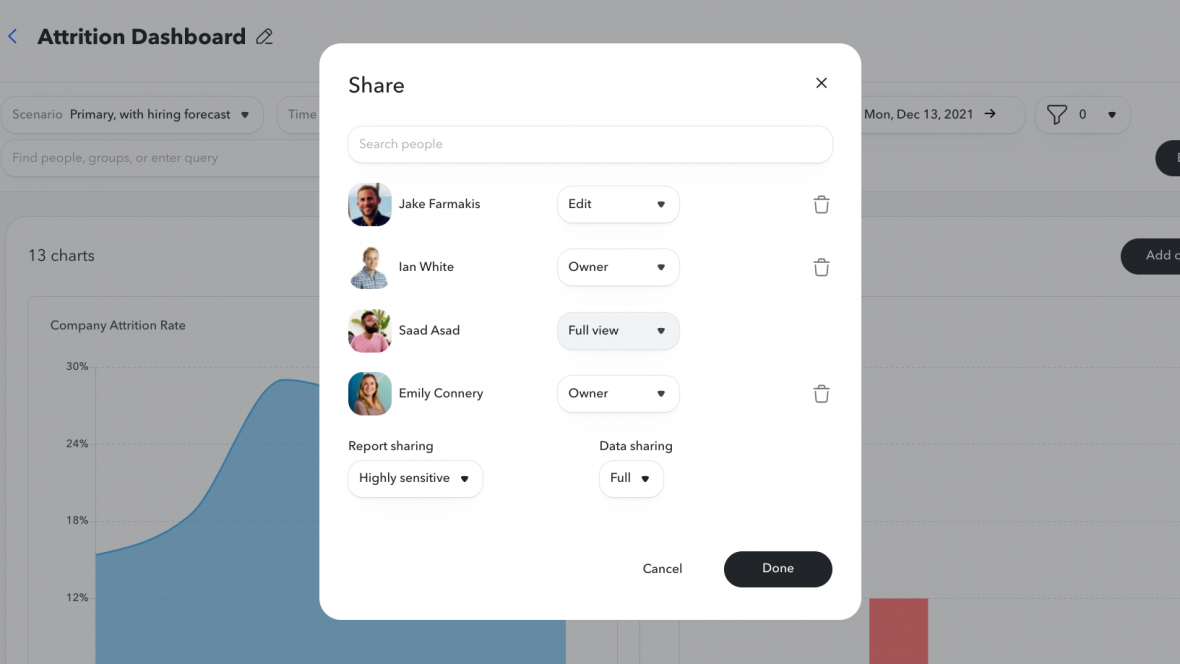 Attrition Dashboard
Share
Scenario Primary, with hiring forecast
Time
Mon, Dec 13, 2021
0
Search people
Find people, groups, or enter query
Jake Farmakis
Edit
13 charts
Add
Ian White
Owner
Company Attrition Rate
Saad Asad
Full view
30%
Emily Connery
Owner
24%
Report sharing
Data sharing
Highly sensitive
Full
18%
Cancel
Done
12%